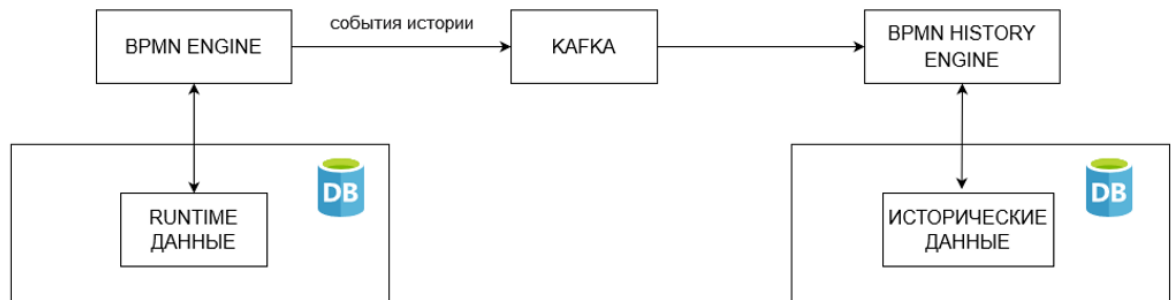 события истории
BPMN ENGINE
KAFKA
BPMN HISTORY
ENGINE
DB
DB
RUNTIME
ДАННЫЕ
ИСТОРИЧЕСКИЕ
ДАННЫЕ